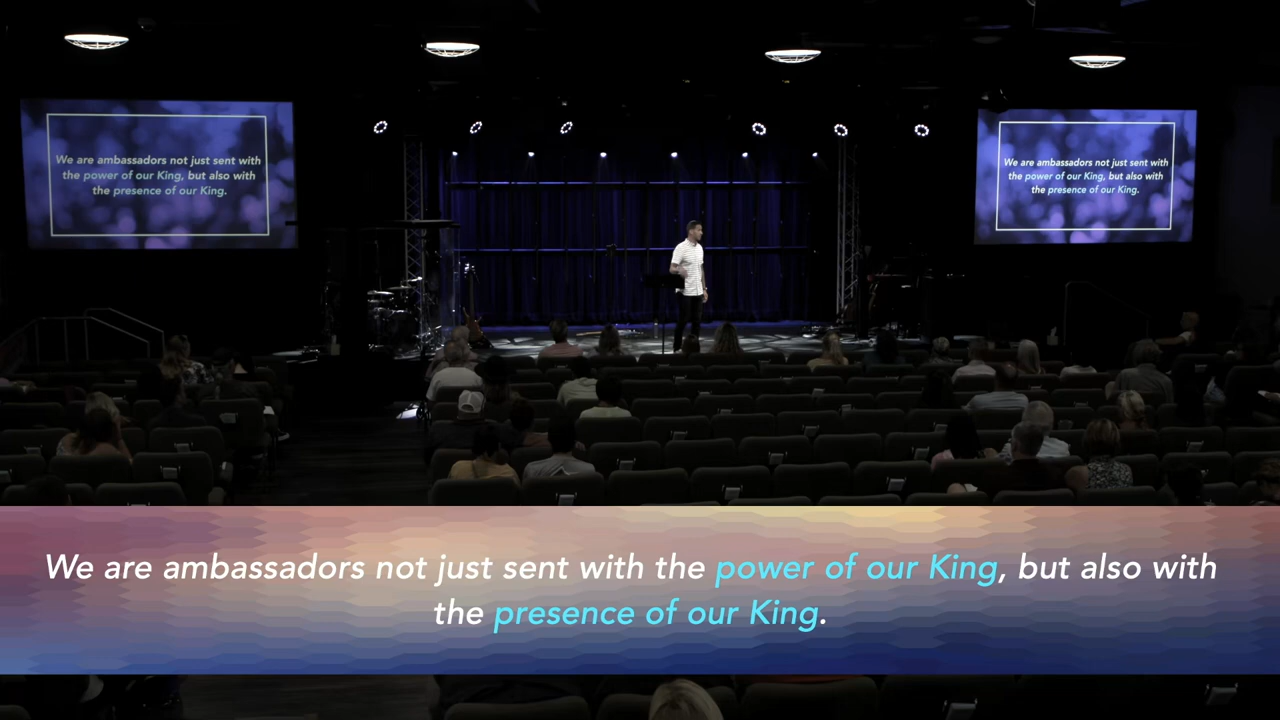 We are ambassadors not just sent with
the power of our King, but also with
the presence of our King.
We are ambassadors not just sent with
the power of our King, but also with
the presence of our King.
We are ambassadors not just sent with the power of our King, but also with
the presence of our King.